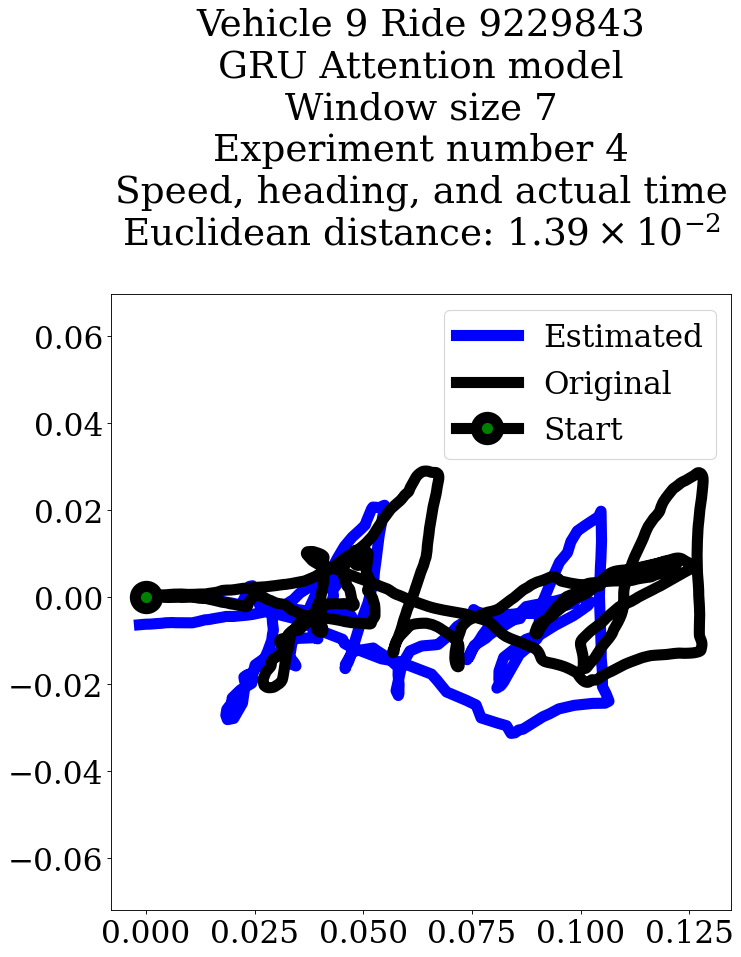 Vehicle 9 Ride 9229843
GRU Attention model
Window size 7
Experiment number 4
Speed, heading, and actual time
Euclidean distance: 1.39 × 10⁻²
Estimated
Original
Start
0.06
0.04
0.02
0.00
−0.02
−0.04
−0.06
0.000 0.025 0.050 0.075 0.100 0.125